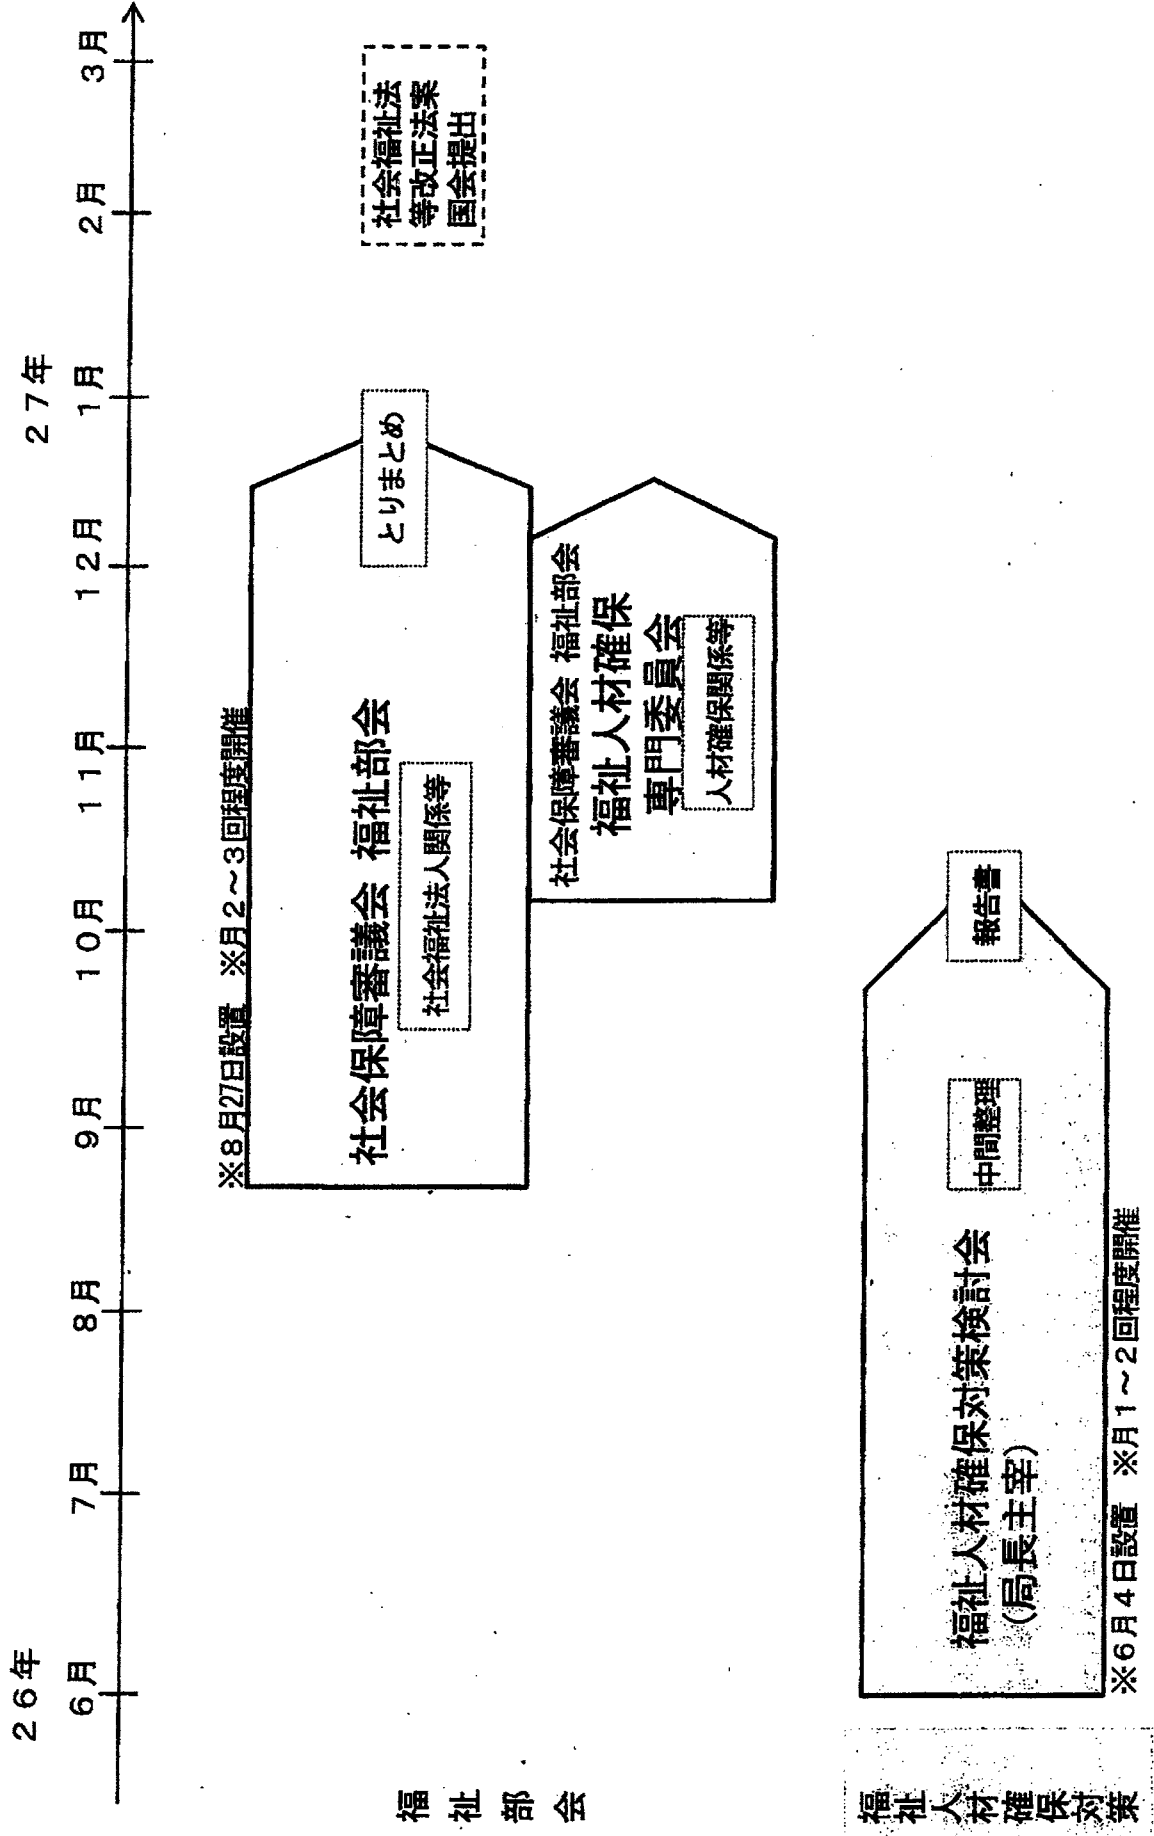 ２６年
２７年
６月
７月
８月
９月
１０月
１１月
１２月
１月
２月
３月
福祉部会
※８月27日設置　※月２～３回程度開催
社会保障審議会 福祉部会
社会福祉法人関係等
とりまとめ
社会福祉法
等改正法案
国会提出
社会保障審議会 福祉部会
福祉人材確保
専門委員会
人材確保関係等
福祉人材確保対策
福祉人材確保対策検討会
（局長主宰）
中間整理
報告書
※６月４日設置　※月１～２回程度開催